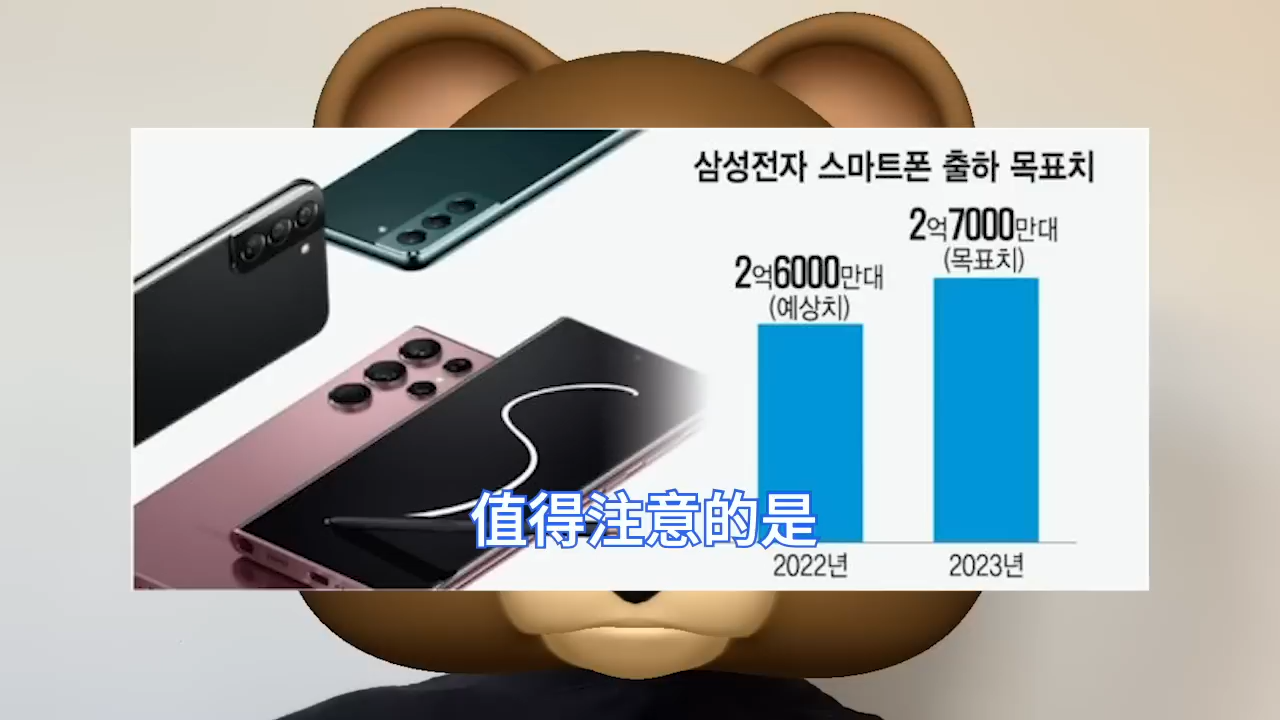 삼성전자 스마트폰 출하 목표치
2억7000만대
(목표치)
2억6000만대
(예상치)
值得注意的是
2022년
2023년